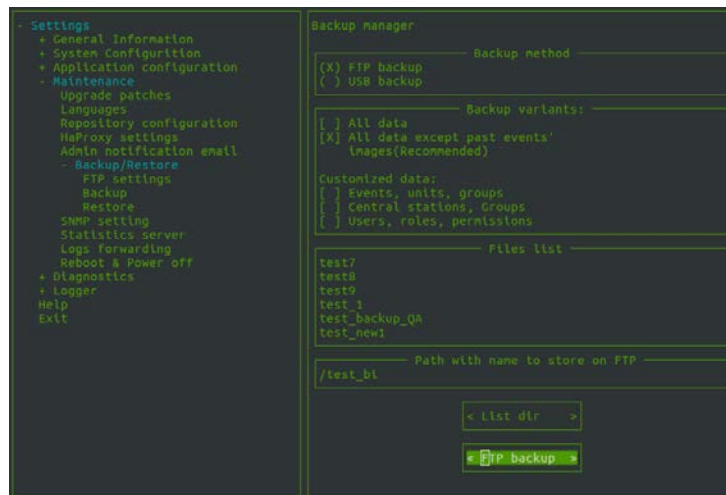 - Settings
+ General Information
+ System Configurition
+ Application configuration
- Maintenance
Upgrade patches
Languages
Repository configuration
HaProxy settings
Admin notification email
- Backup/Restore
FTP settings
Backup
Restore
SNMP setting
Statistics server
Logs forwarding
Reboot & Power off
+ Diagnostics
+ Logger
Help
Exit
Backup manager
Backup method
(X) FTP backup
( ) USB backup
Backup variants:
[ ] All data
[X] All data except past events'
images(Recommended)
Customized data:
[ ] Events, units, groups
[ ] Central stations, Groups
[ ] Users, roles, permissions
Files list
test7
test8
test9
test_1
test_backup_QA
test_new1
Path with name to store on FTP
/test_bi
< List dir >
< FTP backup >